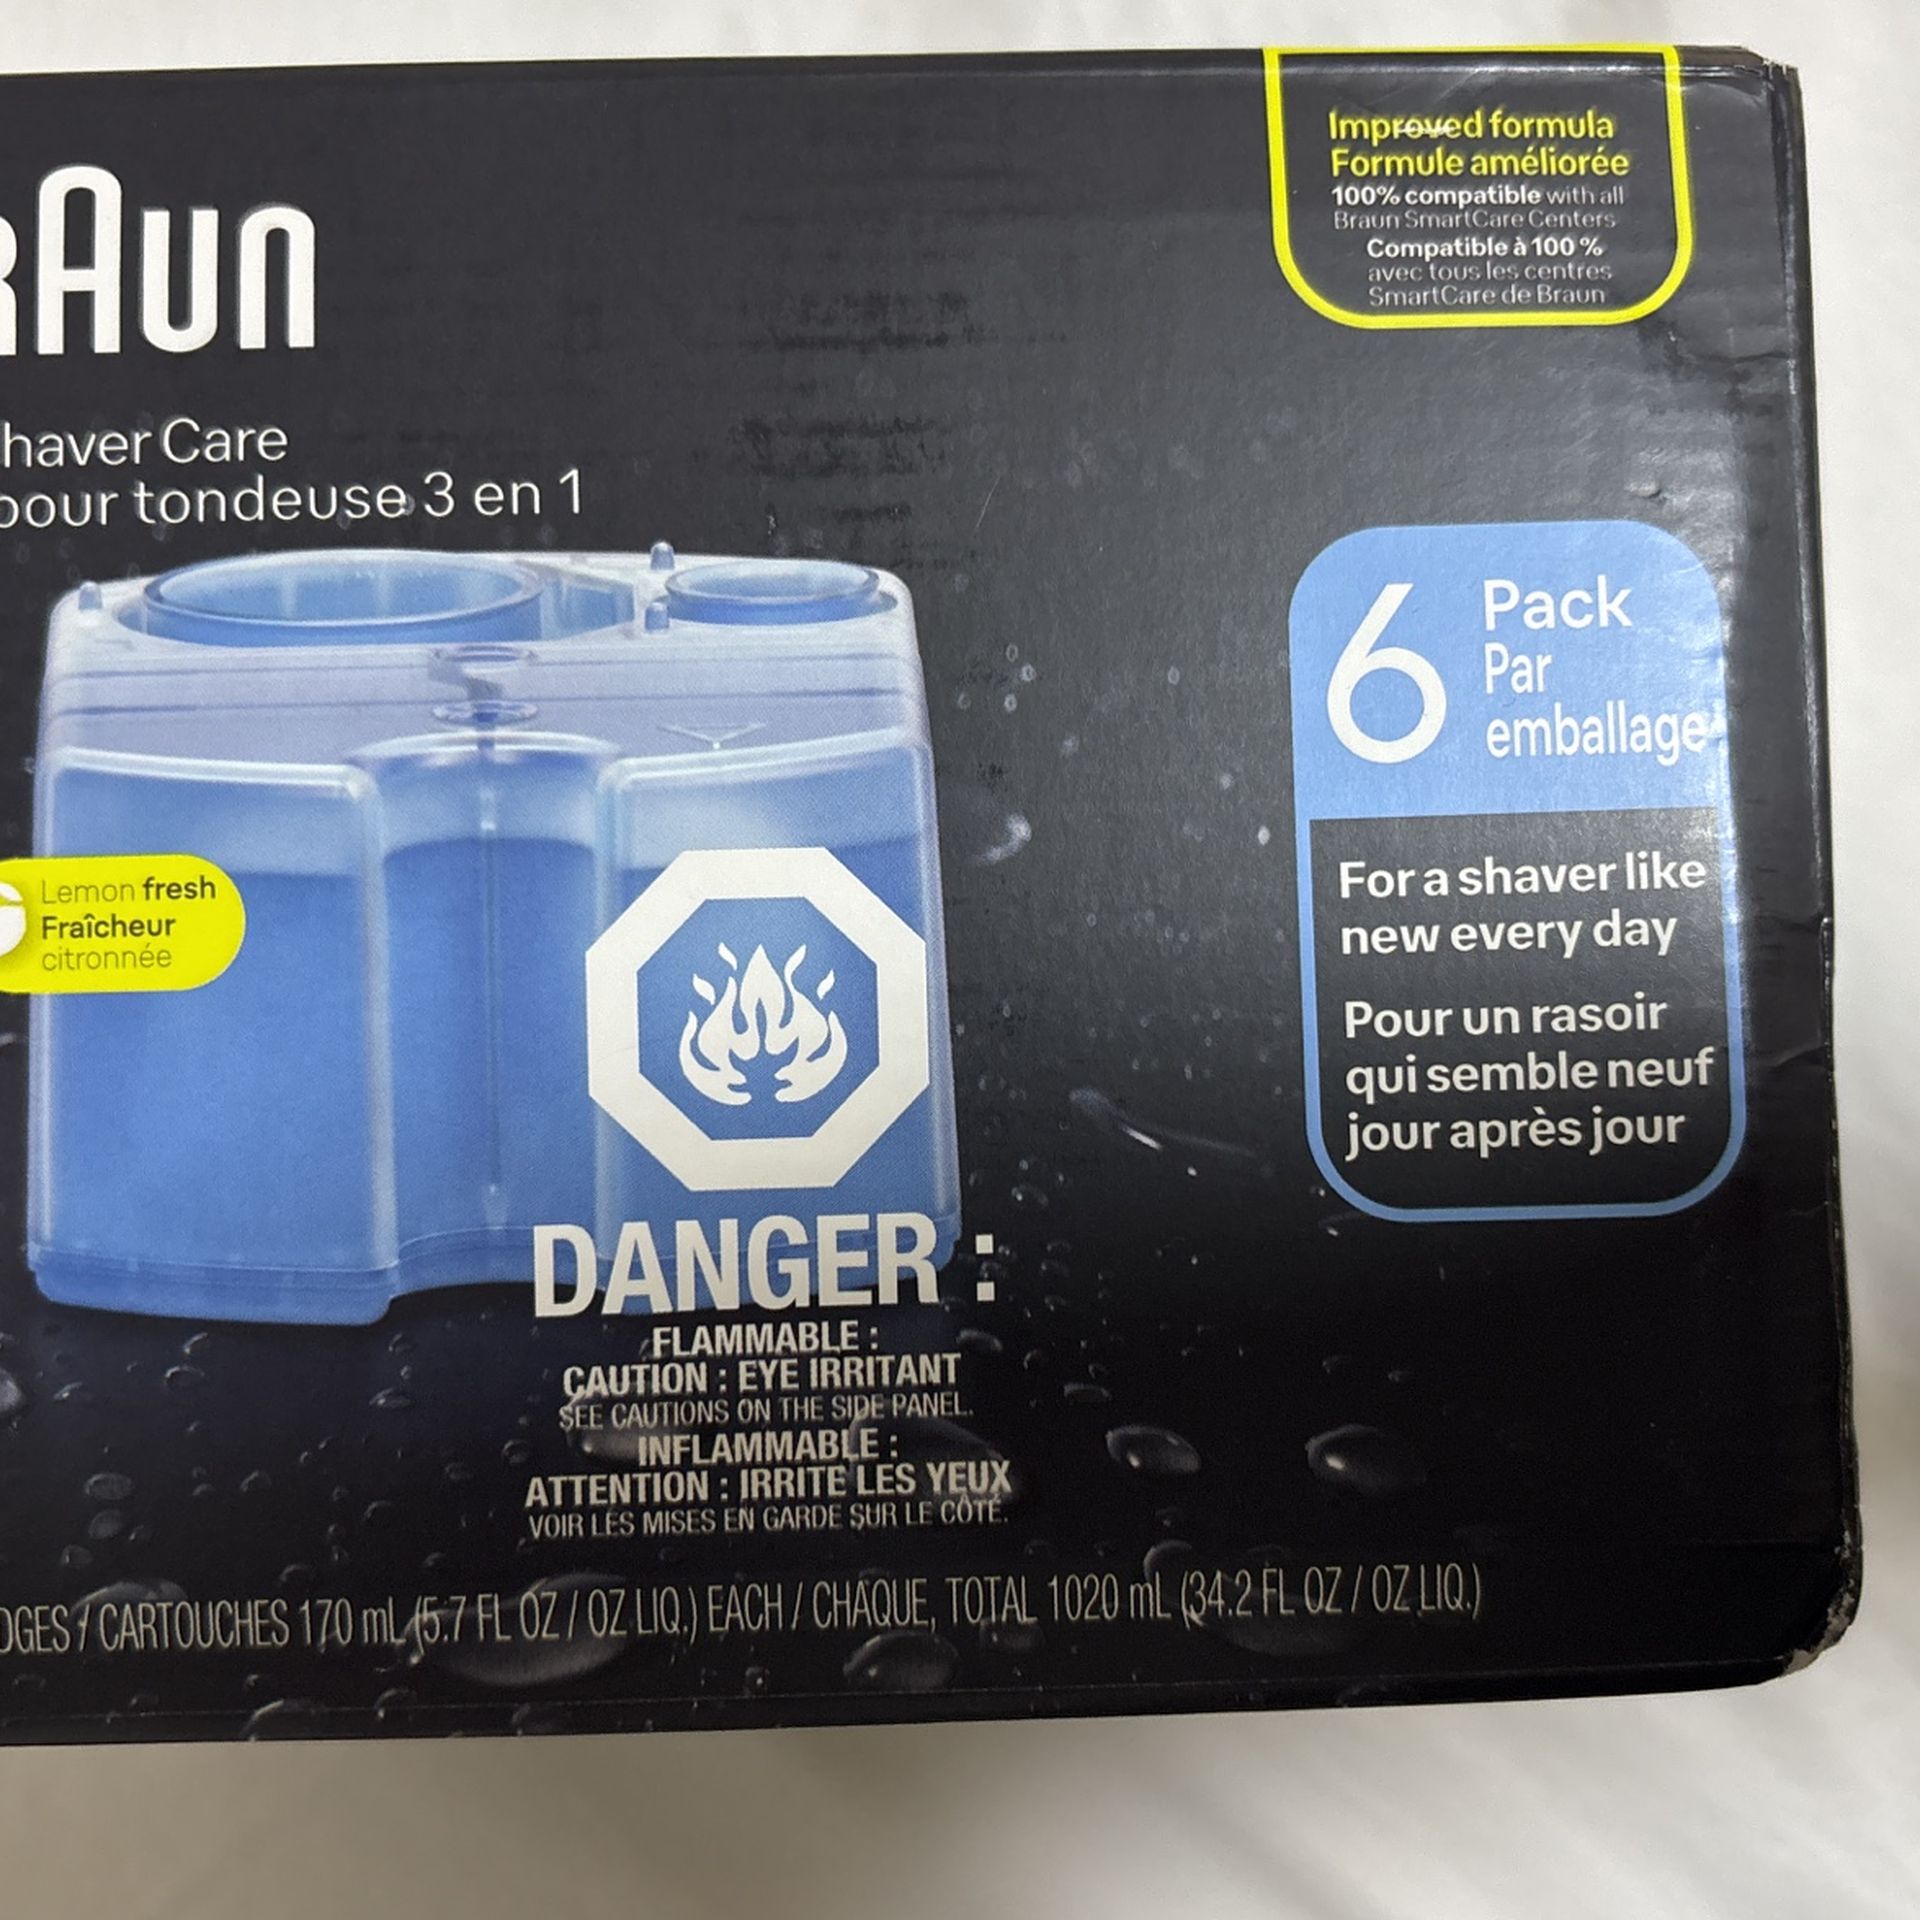 Improved formula
Formule améliorée
100% compatible with all
Braun SmartCare Centers
Compatible à 100 %
avec tous les centres
SmartCare de Braun
RAUN
haver Care
pour tondeuse 3 en 1
6 Pack
Par
emballage
For a shaver like
new every day
Pour un rasoir
qui semble neuf
jour après jour
Lemon fresh
Fraîcheur
citronnée
DANGER :
FLAMMABLE :
CAUTION : EYE IRRITANT
SEE CAUTIONS ON THE SIDE PANEL.
INFLAMMABLE :
ATTENTION : IRRITE LES YEUX
VOIR LES MISES EN GARDE SUR LE CÔTÉ.
DGES / CARTOUCHES 170 mL (5.7 FL OZ / OZ LIQ.) EACH / CHAQUE, TOTAL 1020 mL (34.2 FL OZ / OZ LIQ.)